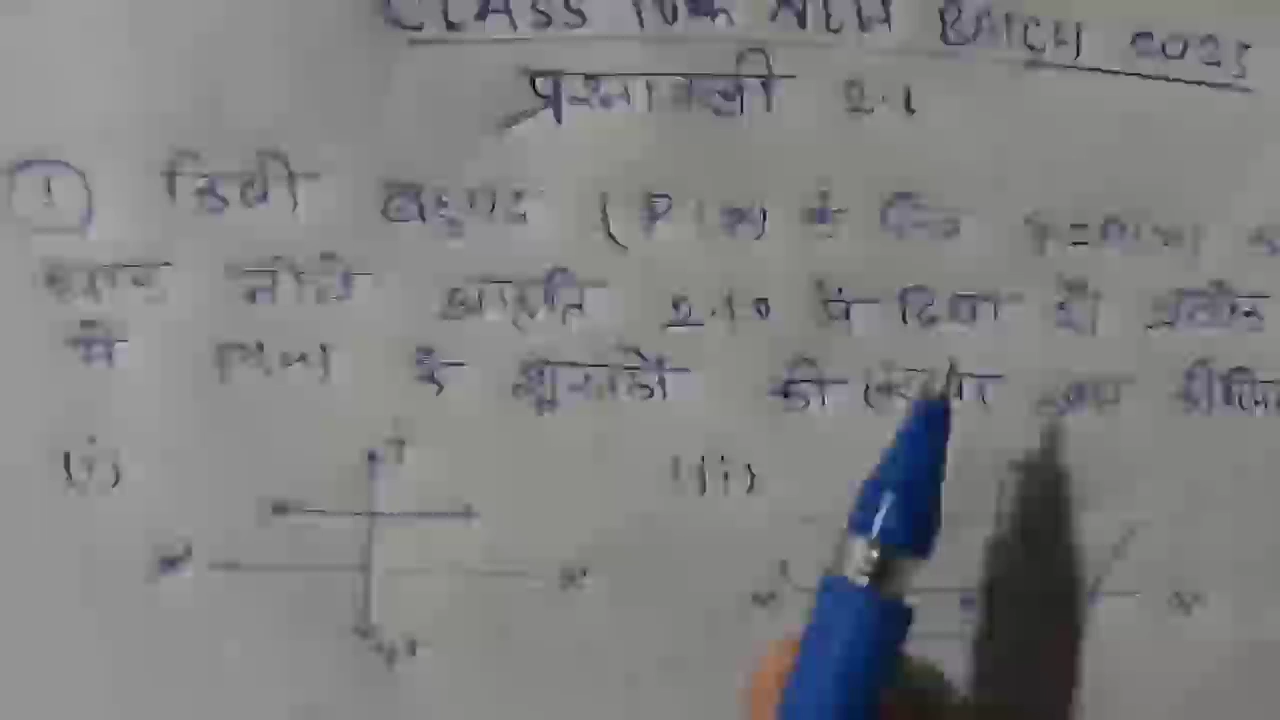 CLASS 10th NEW BATCH 2025
प्रश्नावली 2.1
1 किसी बहुपद (P(x) के लिए y=P(x) का
ग्राफ नीचे आकृति 2.10 में दिया है। प्रत्येक
में P(x) के शून्यकों की संख्या ज्ञात कीजिए
(i) (ii)
Y
x' x x' x
y'